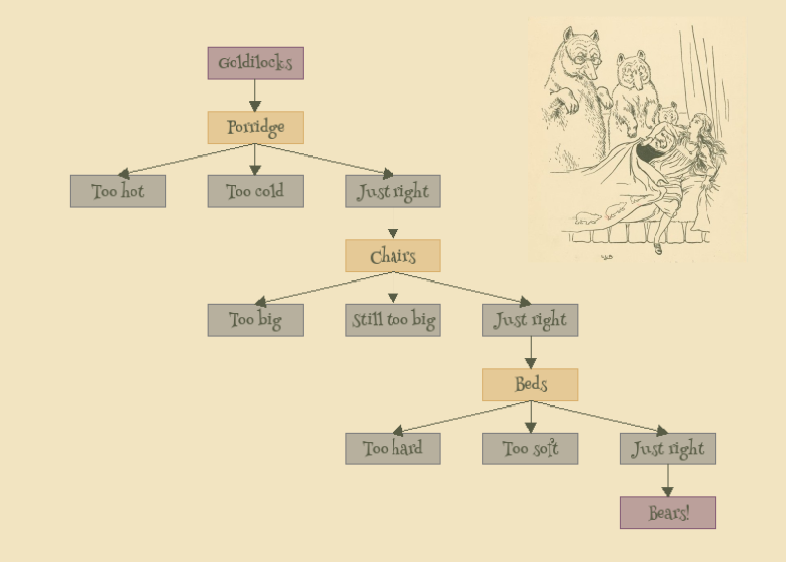 Goldilocks
Porridge
Too hot
Too cold
Just right
Chairs
Too big
Still too big
Just right
Beds
Too hard
Too soft
Just right
Bears!